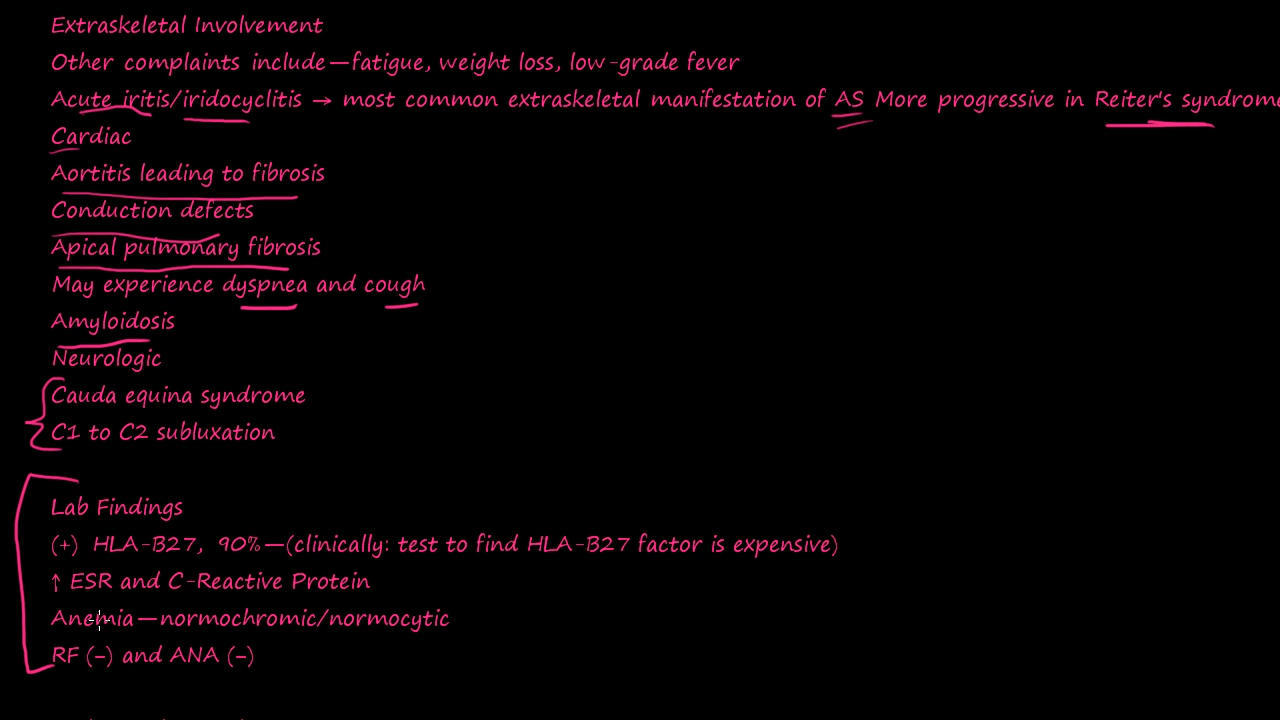 Extraskeletal Involvement
Other complaints include—fatigue, weight loss, low-grade fever
Acute iritis/iridocyclitis → most common extraskeletal manifestation of AS More progressive in Reiter's syndrome
Cardiac
Aortitis leading to fibrosis
Conduction defects
Apical pulmonary fibrosis
May experience dyspnea and cough
Amyloidosis
Neurologic
Cauda equina syndrome
C1 to C2 subluxation
Lab Findings
(+) HLA-B27, 90%—(clinically: test to find HLA-B27 factor is expensive)
↑ ESR and C-Reactive Protein
Anemia—normochromic/normocytic
RF (-) and ANA (-)